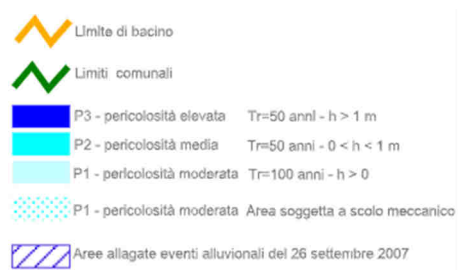 Limite di bacino
Limiti comunali
P3 - pericolosità elevata Tr=50 anni - h > 1 m
P2 - pericolosità media Tr=50 anni - 0 < h < 1 m
P1 - pericolosità moderata Tr=100 anni - h > 0
P1 - pericolosità moderata Area soggetta a scolo meccanico
Aree allagate eventi alluvionali del 26 settembre 2007